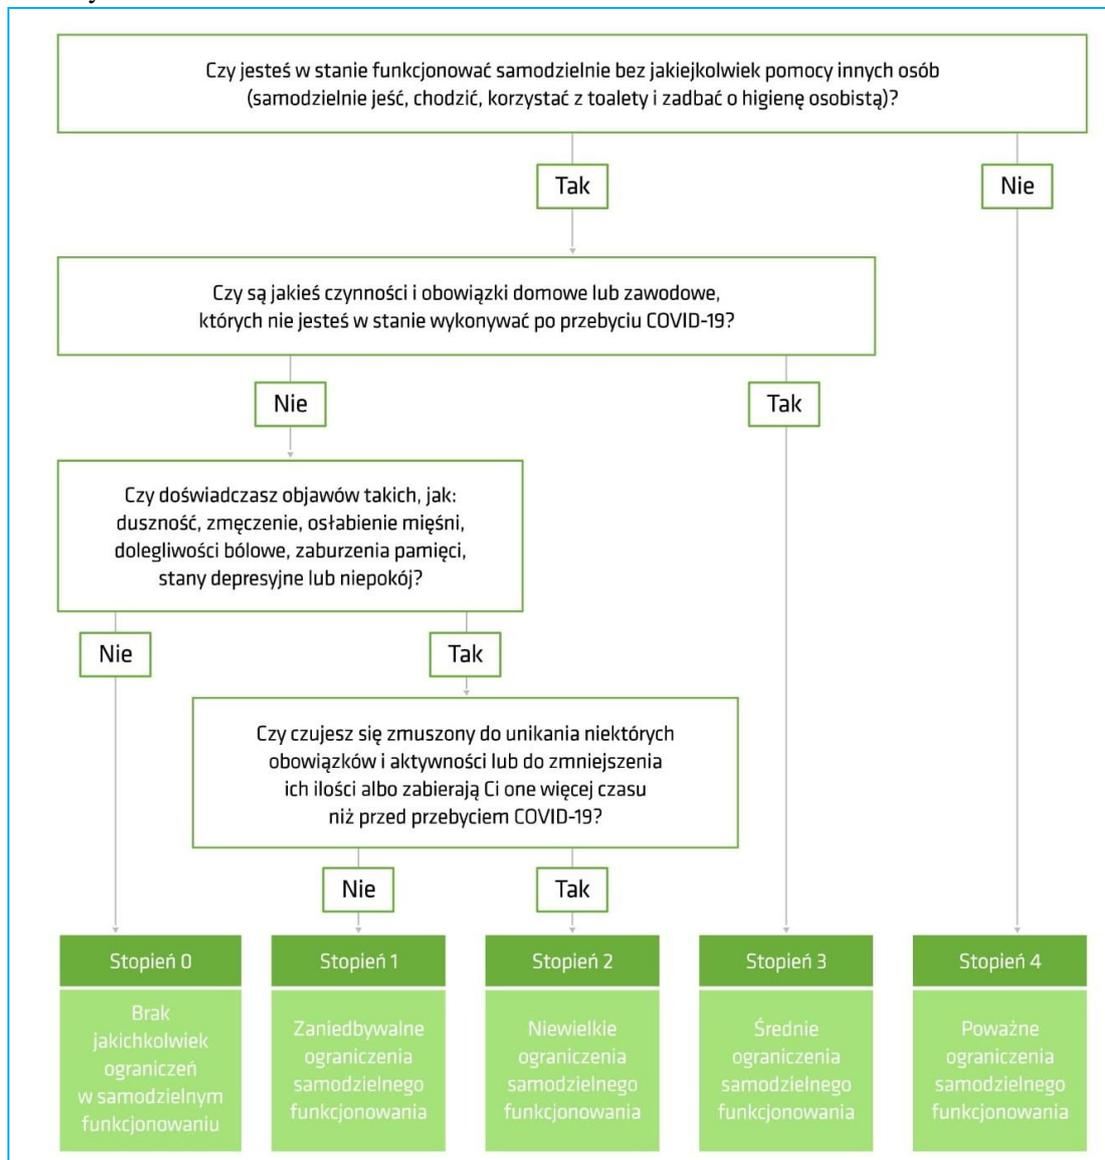 Czy jesteś w stanie funkcjonować samodzielnie bez jakiejkolwiek pomocy innych osób
(samodzielnie jeść, chodzić, korzystać z toalety i zadbać o higienę osobistą)?
Tak
Nie
Czy są jakieś czynności i obowiązki domowe lub zawodowe,
których nie jesteś w stanie wykonywać po przebyciu COVID-19?
Nie
Tak
Czy doświadczasz objawów takich, jak:
duszność, zmęczenie, osłabienie mięśni,
dolegliwości bólowe, zaburzenia pamięci,
stany depresyjne lub niepokój?
Nie
Tak
Czy czujesz się zmuszony do unikania niektórych
obowiązków i aktywności lub do zmniejszenia
ich ilości albo zabierają Ci one więcej czasu
niż przed przebyciem COVID-19?
Nie
Tak
Stopień 0
Brak
jakichkolwiek
ograniczeń
w samodzielnym
funkcjonowaniu
Stopień 1
Zaniedbywalne
ograniczenia
samodzielnego
funkcjonowania
Stopień 2
Niewielkie
ograniczenia
samodzielnego
funkcjonowania
Stopień 3
Średnie
ograniczenia
samodzielnego
funkcjonowania
Stopień 4
Poważne
ograniczenia
samodzielnego
funkcjonowania